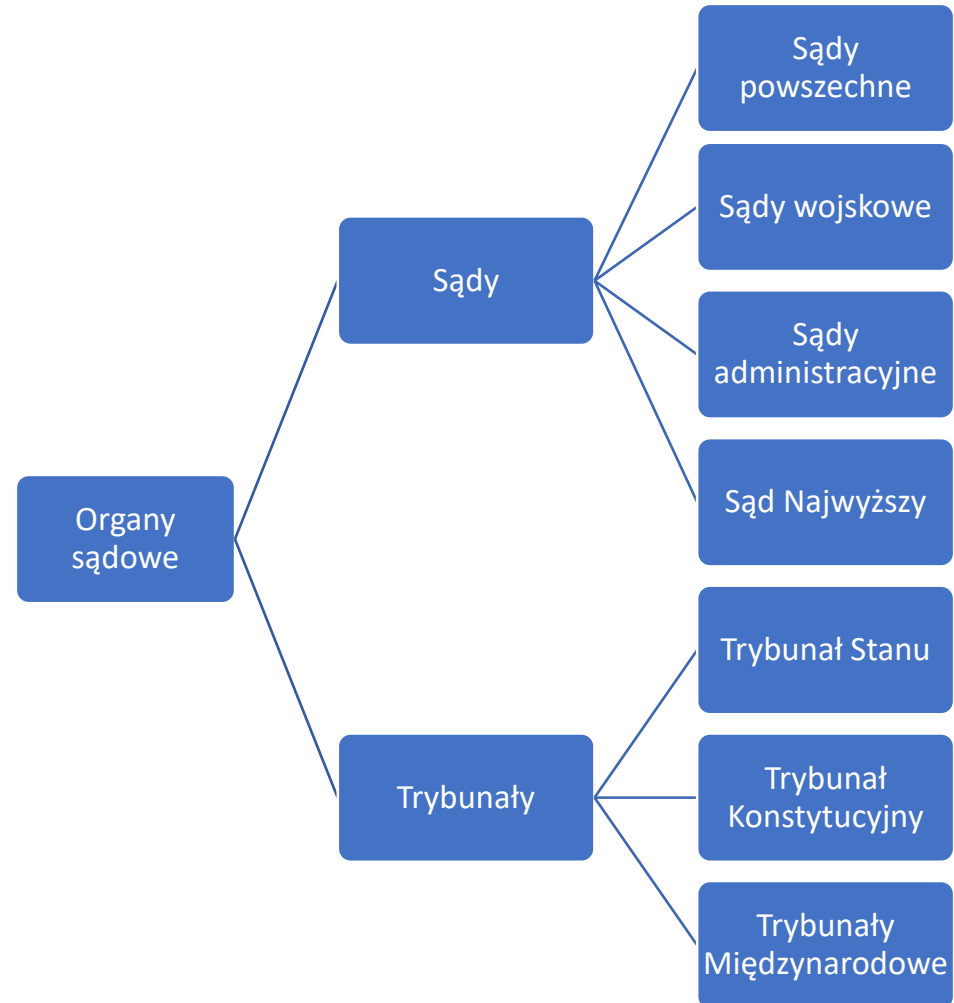 Organy
sądowe
Sądy
Sądy
powszechne
Sądy wojskowe
Sądy
administracyjne
Sąd Najwyższy
Trybunały
Trybunał Stanu
Trybunał
Konstytucyjny
Trybunały
Międzynarodowe